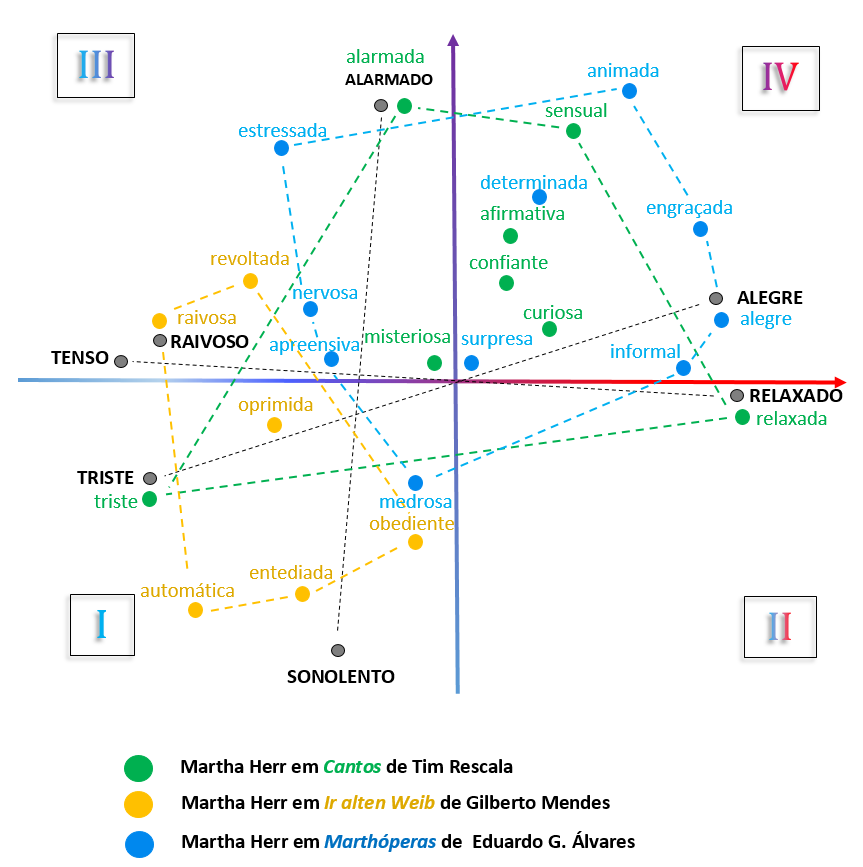 III
alarmada
ALARMADO
animada
IV
sensual
estressada
determinada
afirmativa
engraçada
revoltada
confiante
nervosa
ALEGRE
raivosa
curiosa
alegre
RAIVOSO
misteriosa
surpresa
apreensiva
informal
TENSO
RELAXADO
oprimida
relaxada
TRISTE
triste
medrosa
obediente
entediada
automática
I
II
SONOLENTO
Martha Herr em Cantos de Tim Rescala
Martha Herr em Ir alten Weib de Gilberto Mendes
Martha Herr em Marthóperas de Eduardo G. Álvares